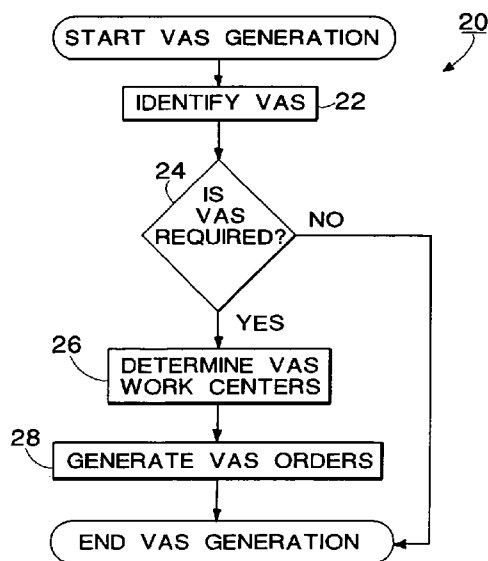 START VAS GENERATION
20
IDENTIFY VAS
22
24
IS
VAS
REQUIRED?
NO
YES
26
DETERMINE VAS
WORK CENTERS
28
GENERATE VAS ORDERS
END VAS GENERATION